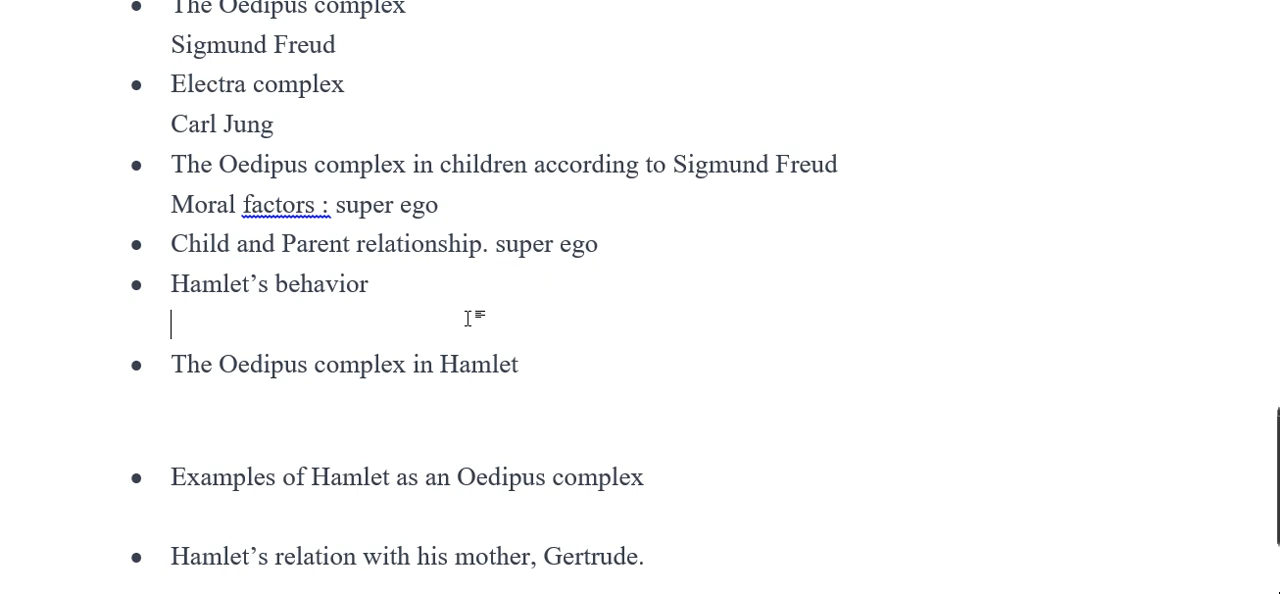 • The Oedipus complex
Sigmund Freud
• Electra complex
Carl Jung
• The Oedipus complex in children according to Sigmund Freud
Moral factors : super ego
• Child and Parent relationship. super ego
• Hamlet’s behavior
• The Oedipus complex in Hamlet
• Examples of Hamlet as an Oedipus complex
• Hamlet’s relation with his mother, Gertrude.